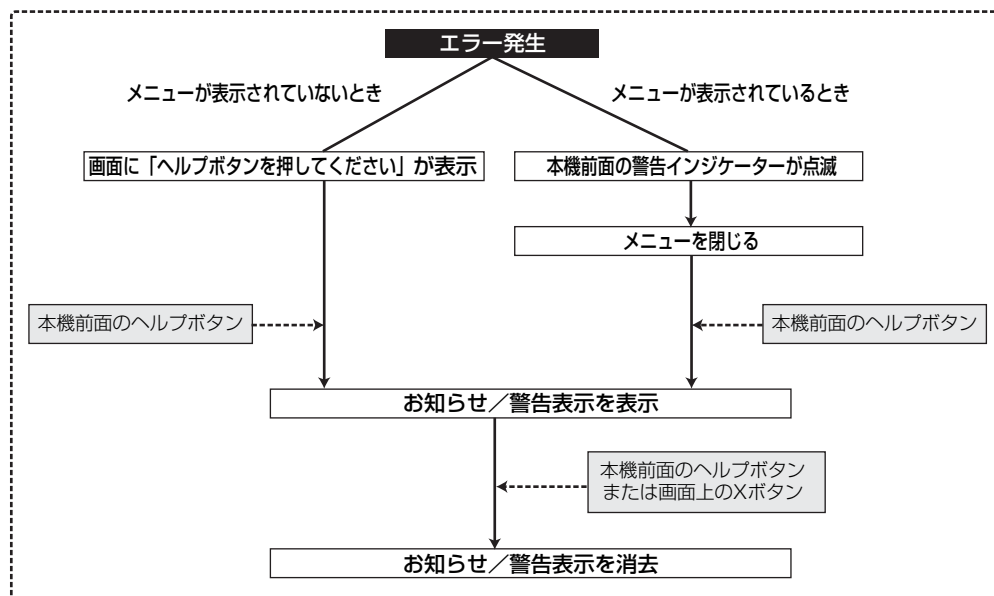 エラー発生
メニューが表示されていないとき
メニューが表示されているとき
画面に「ヘルプボタンを押してください」が表示
本機前面の警告インジケーターが点滅
メニューを閉じる
本機前面のヘルプボタン
本機前面のヘルプボタン
お知らせ／警告表示を表示
本機前面のヘルプボタン
または画面上のXボタン
お知らせ／警告表示を消去